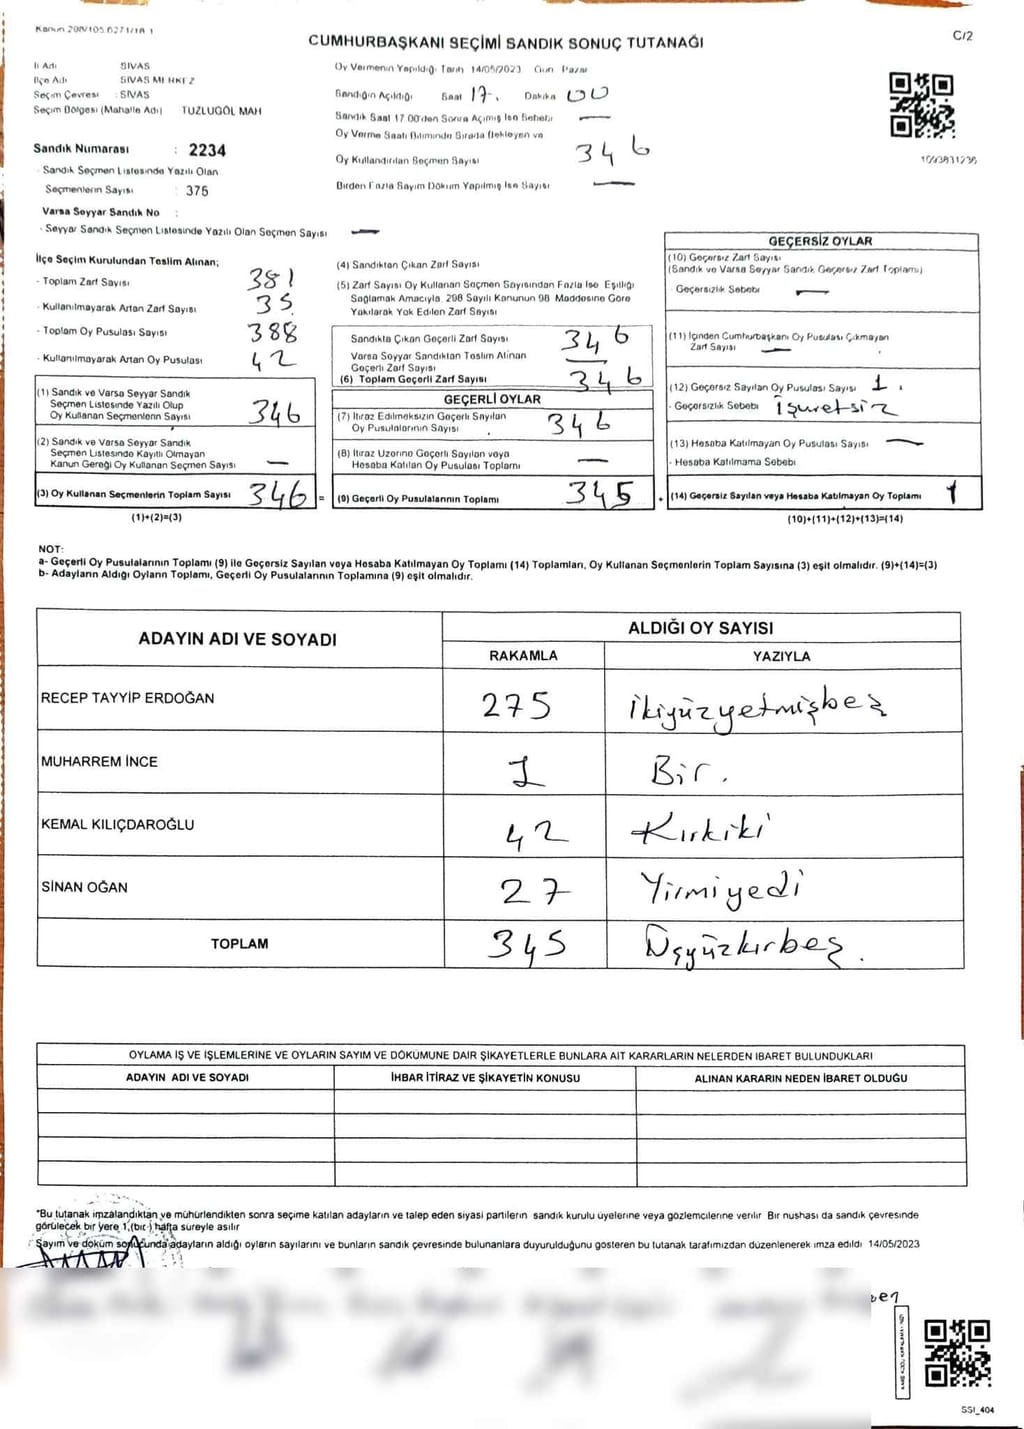 Kanun 298/105.6271/18 1
C/2
CUMHURBAŞKANI SEÇİMİ SANDIK SONUÇ TUTANAĞI
İl Adı SİVAS
İlçe Adı SİVAS MERKEZ
Seçim Çevresi : SİVAS
Seçim Bölgesi (Mahalle Adı) TUZLUGÖL MAH
Sandık Numarası : 2234
- Sandık Seçmen Listesinde Yazılı Olan
Seçmenlerin Sayısı : 375
Varsa Seyyar Sandık No :
- Seyyar Sandık Seçmen Listesinde Yazılı Olan Seçmen Sayısı —
Oy Vermenin Yapıldığı Tarih 14/05/2023 Gün Pazar
Sandığın Açıldığı Saat 17. Dakika 00
Sandık Saat 17 00'den Sonra Açılmış İse Sebebi —
Oy Verme Saati Bitiminde Sırada Bekleyen ve
Oy Kullandırılan Seçmen Sayısı 346
Birden Fazla Sayım Döküm Yapılmış İse Sayısı —
1093831236
İlçe Seçim Kurulundan Teslim Alınan;
- Toplam Zarf Sayısı 381
- Kullanılmayarak Artan Zarf Sayısı 35
- Toplam Oy Pusulası Sayısı 388
- Kullanılmayarak Artan Oy Pusulası 42
(1) Sandık ve Varsa Seyyar Sandık
Seçmen Listesinde Yazılı Olup
Oy Kullanan Seçmenlerin Sayısı 346
(2) Sandık ve Varsa Seyyar Sandık
Seçmen Listesinde Kayıtlı Olmayan
Kanun Gereği Oy Kullanan Seçmen Sayısı —
(3) Oy Kullanan Seçmenlerin Toplam Sayısı 346 =
(1)+(2)=(3)
(4) Sandıktan Çıkan Zarf Sayısı
(5) Zarf Sayısı Oy Kullanan Seçmen Sayısından Fazla İse Eşitliği
Sağlamak Amacıyla, 298 Sayılı Kanunun 98 Maddesine Göre
Yakılarak Yok Edilen Zarf Sayısı
Sandıkta Çıkan Geçerli Zarf Sayısı 346
Varsa Seyyar Sandıktan Teslim Alınan
Geçerli Zarf Sayısı —
(6) Toplam Geçerli Zarf Sayısı 346
GEÇERLİ OYLAR
(7) İtiraz Edilmeksizin Geçerli Sayılan
Oy Pusulalarının Sayısı 346
(8) İtiraz Üzerine Geçerli Sayılan veya
Hesaba Katılan Oy Pusulası Toplamı —
(9) Geçerli Oy Pusulalarının Toplamı 345 +
GEÇERSİZ OYLAR
(10) Geçersiz Zarf Sayısı
(Sandık ve Varsa Seyyar Sandık Geçersiz Zarf Toplamı)
- Geçersizlik Sebebi —
(11) İçinden Cumhurbaşkanı Oy Pusulası Çıkmayan
Zarf Sayısı —
(12) Geçersiz Sayılan Oy Pusulası Sayısı 1.
- Geçersizlik Sebebi işaretsiz
(13) Hesaba Katılmayan Oy Pusulası Sayısı —
- Hesaba Katılmama Sebebi
(14) Geçersiz Sayılan veya Hesaba Katılmayan Oy Toplamı 1
(10)+(11)+(12)+(13)=(14)
NOT:
a- Geçerli Oy Pusulalarının Toplamı (9) ile Geçersiz Sayılan veya Hesaba Katılmayan Oy Toplamı (14) Toplamları, Oy Kullanan Seçmenlerin Toplam Sayısına (3) eşit olmalıdır. (9)+(14)=(3)
b- Adayların Aldığı Oyların Toplamı, Geçerli Oy Pusulalarının Toplamına (9) eşit olmalıdır.
ADAYIN ADI VE SOYADI ALDIĞI OY SAYISI
RAKAMLA YAZIYLA
RECEP TAYYİP ERDOĞAN 275 ikiyüzyetmişbeş
MUHARREM İNCE 1 Bir.
KEMAL KILIÇDAROĞLU 42 Kırkiki
SİNAN OĞAN 27 Yirmiyedi
TOPLAM 345 Üçyüzkırbeş.
OYLAMA İŞ VE İŞLEMLERİNE VE OYLARIN SAYIM VE DÖKÜMÜNE DAİR ŞİKAYETLERLE BUNLARA AİT KARARLARIN NELERDEN İBARET BULUNDUKLARI
ADAYIN ADI VE SOYADI İHBAR İTİRAZ VE ŞİKAYETİN KONUSU ALINAN KARARIN NEDEN İBARET OLDUĞU
"Bu tutanak imzalandıktan ve mühürlendikten sonra seçime katılan adayların ve talep eden siyasi partilerin sandık kurulu üyelerine veya gözlemcilerine verilir Bir nushası da sandık çevresinde
görülecek bir yere 1,(bir ) hafta süreyle asılır
Sayım ve döküm sonucunda adayların aldığı oyların sayılarını ve bunların sandık çevresinde bulunanlara duyurulduğunu gösteren bu tutanak tarafımızdan düzenlenerek imza edildi 14/05/2023
SSI_404